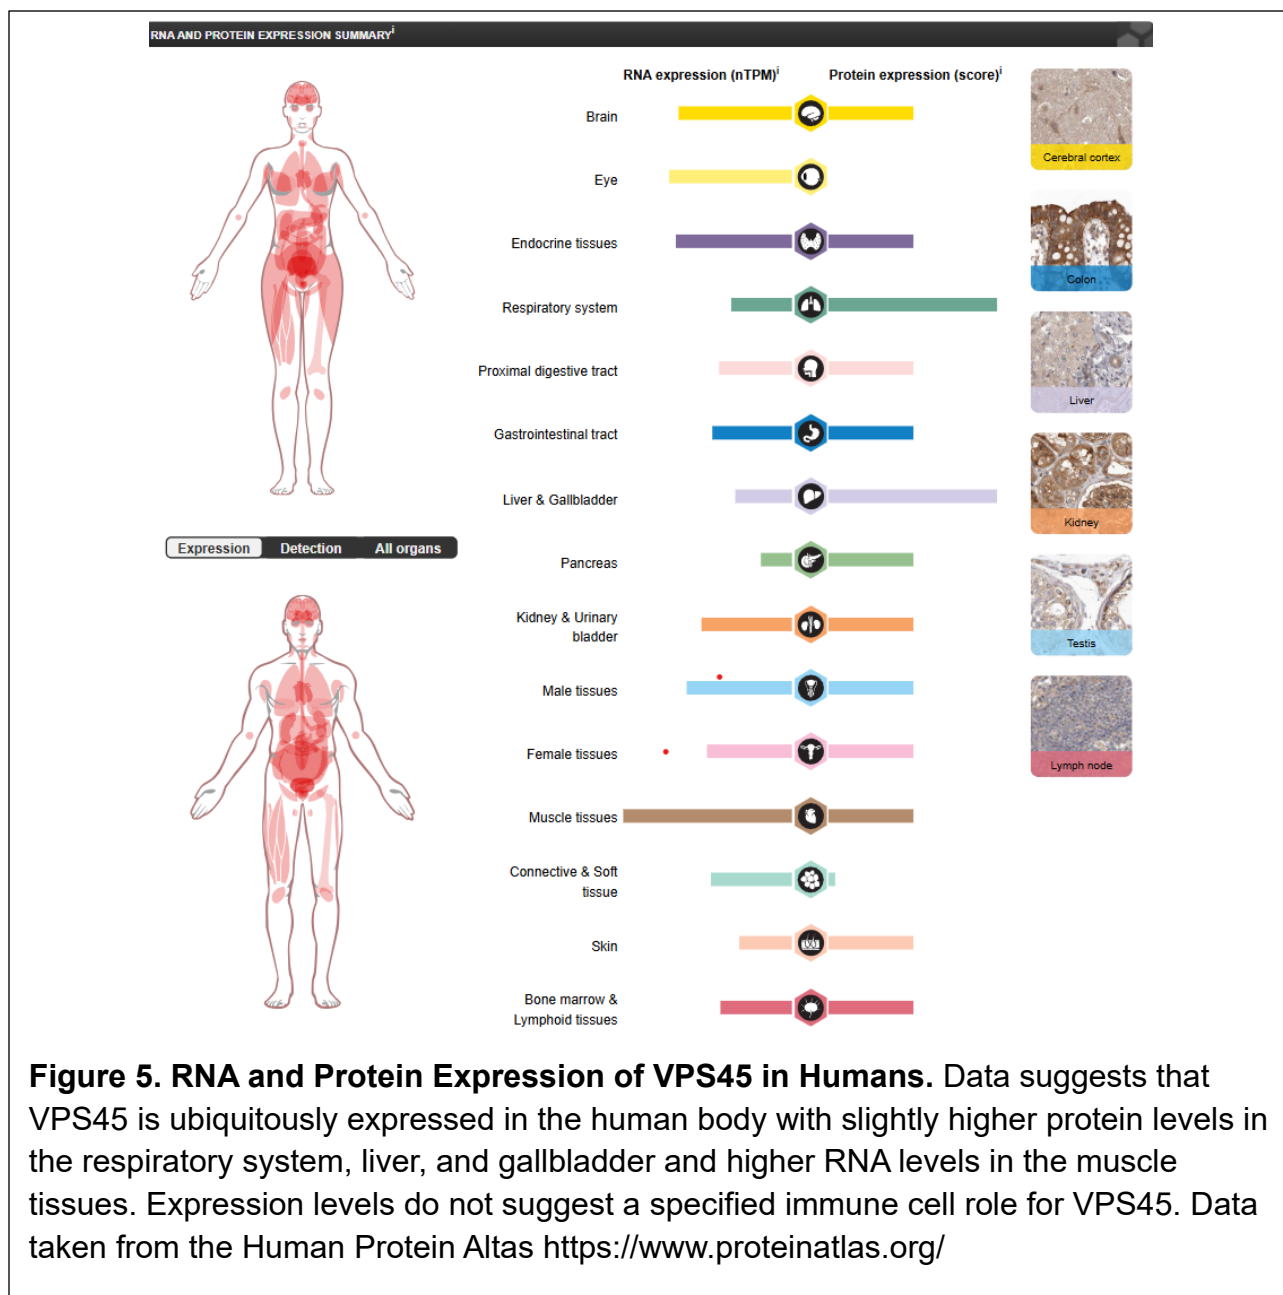 RNA AND PROTEIN EXPRESSION SUMMARYⁱ
RNA expression (nTPM)ⁱ
Protein expression (score)ⁱ
Brain
Eye
Endocrine tissues
Respiratory system
Proximal digestive tract
Gastrointestinal tract
Liver & Gallbladder
Pancreas
Kidney & Urinary
bladder
Male tissues
Female tissues
Muscle tissues
Connective & Soft
tissue
Skin
Bone marrow &
Lymphoid tissues
Cerebral cortex
Colon
Liver
Kidney
Testis
Lymph node
Expression
Detection
All organs
Figure 5. RNA and Protein Expression of VPS45 in Humans. Data suggests that
VPS45 is ubiquitously expressed in the human body with slightly higher protein levels in
the respiratory system, liver, and gallbladder and higher RNA levels in the muscle
tissues. Expression levels do not suggest a specified immune cell role for VPS45. Data
taken from the Human Protein Altas https://www.proteinatlas.org/